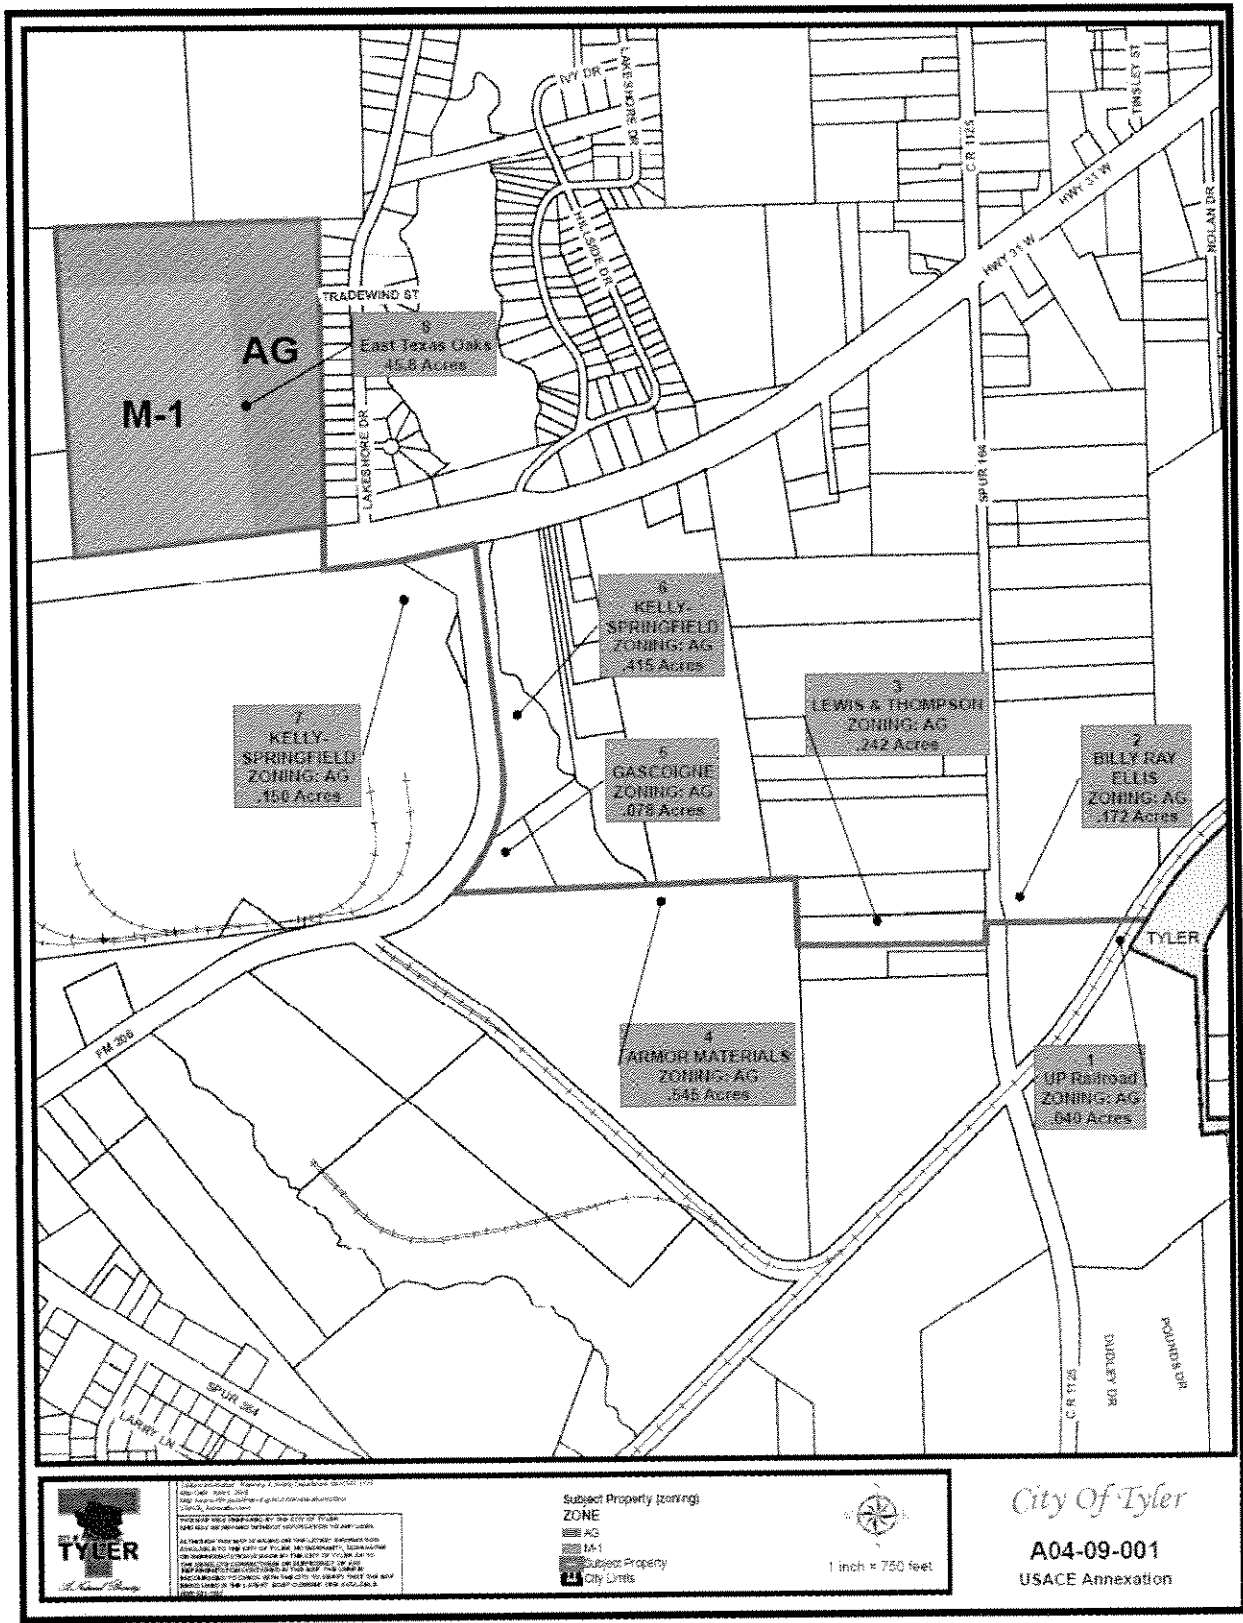 IVY DR
LAKESHORE DR
C.R 1125
TINSLEY ST
HWY 31 W
HWY 31 W
NOLAN DR
HILLSIDE DR
TRADEWIND ST
AG
M-1
8
East Texas Oaks
45.8 Acres
LAKESHORE DR
SPUR 164
6
KELLY-
SPRINGFIELD
ZONING: AG
.415 Acres
3
LEWIS & THOMPSON
ZONING: AG
.242 Acres
7
KELLY-
SPRINGFIELD
ZONING: AG
.150 Acres
5
GASCOIGNE
ZONING: AG
.078 Acres
2
BILLY RAY
ELLIS
ZONING: AG
.172 Acres
TYLER
FM 206
4
ARMOR MATERIALS
ZONING: AG
.545 Acres
1
UP Railroad
ZONING: AG
.040 Acres
SPUR 364
LARRY LN
C.R 1125
DUDLEY DR
POUNDS DR
TYLER
A Natural Beauty
Subject Property (zoning)
ZONE
AG
M-1
Subject Property
City Limits
1 inch = 750 feet
City Of Tyler
A04-09-001
USACE Annexation